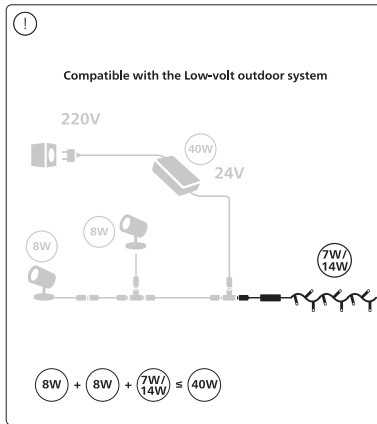 !
Compatible with the Low-volt outdoor system
220V
40W
24V
8W
8W
7W/
14W
8W + 8W + 7W/ 14W ≤ 40W